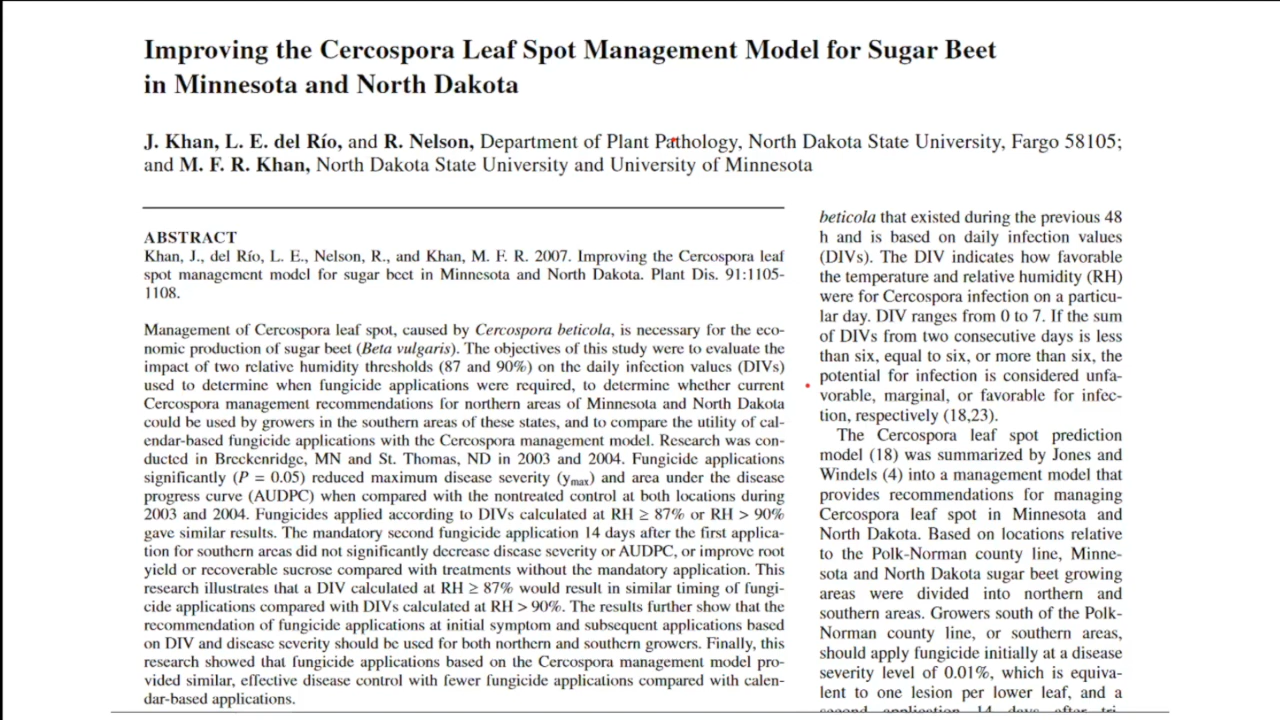 Improving the Cercospora Leaf Spot Management Model for Sugar Beet
in Minnesota and North Dakota
J. Khan, L. E. del Río, and R. Nelson, Department of Plant Pathology, North Dakota State University, Fargo 58105;
and M. F. R. Khan, North Dakota State University and University of Minnesota
ABSTRACT
Khan, J., del Río, L. E., Nelson, R., and Khan, M. F. R. 2007. Improving the Cercospora leaf
spot management model for sugar beet in Minnesota and North Dakota. Plant Dis. 91:1105-
1108.
Management of Cercospora leaf spot, caused by Cercospora beticola, is necessary for the eco-
nomic production of sugar beet (Beta vulgaris). The objectives of this study were to evaluate the
impact of two relative humidity thresholds (87 and 90%) on the daily infection values (DIVs)
used to determine when fungicide applications were required, to determine whether current
Cercospora management recommendations for northern areas of Minnesota and North Dakota
could be used by growers in the southern areas of these states, and to compare the utility of cal-
endar-based fungicide applications with the Cercospora management model. Research was con-
ducted in Breckenridge, MN and St. Thomas, ND in 2003 and 2004. Fungicide applications
significantly (P = 0.05) reduced maximum disease severity (ymax) and area under the disease
progress curve (AUDPC) when compared with the nontreated control at both locations during
2003 and 2004. Fungicides applied according to DIVs calculated at RH ≥ 87% or RH > 90%
gave similar results. The mandatory second fungicide application 14 days after the first applica-
tion for southern areas did not significantly decrease disease severity or AUDPC, or improve root
yield or recoverable sucrose compared with treatments without the mandatory application. This
research illustrates that a DIV calculated at RH ≥ 87% would result in similar timing of fungi-
cide applications compared with DIVs calculated at RH > 90%. The results further show that the
recommendation of fungicide applications at initial symptom and subsequent applications based
on DIV and disease severity should be used for both northern and southern growers. Finally, this
research showed that fungicide applications based on the Cercospora management model pro-
vided similar, effective disease control with fewer fungicide applications compared with calen-
dar-based applications.
beticola that existed during the previous 48
h and is based on daily infection values
(DIVs). The DIV indicates how favorable
the temperature and relative humidity (RH)
were for Cercospora infection on a particu-
lar day. DIV ranges from 0 to 7. If the sum
of DIVs from two consecutive days is less
than six, equal to six, or more than six, the
potential for infection is considered unfa-
vorable, marginal, or favorable for infec-
tion, respectively (18,23).
The Cercospora leaf spot prediction
model (18) was summarized by Jones and
Windels (4) into a management model that
provides recommendations for managing
Cercospora leaf spot in Minnesota and
North Dakota. Based on locations relative
to the Polk-Norman county line, Minne-
sota and North Dakota sugar beet growing
areas were divided into northern and
southern areas. Growers south of the Polk-
Norman county line, or southern areas,
should apply fungicide initially at a disease
severity level of 0.01%, which is equiva-
lent to one lesion per lower leaf, and a
second application 14 days after tri-